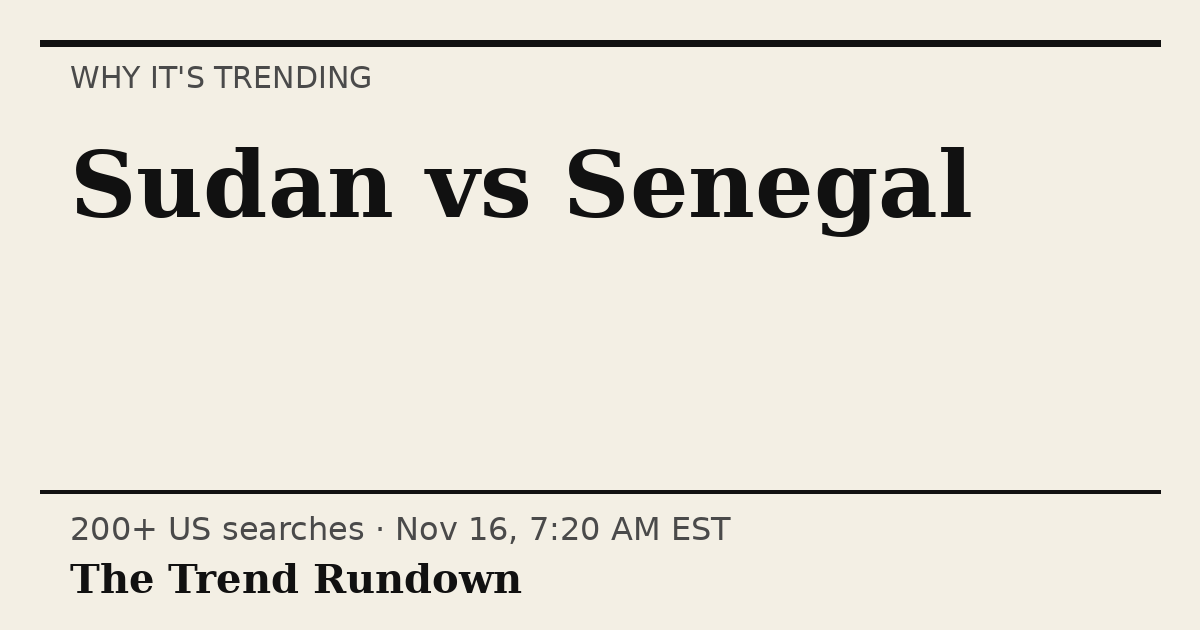 WHY IT'S TRENDING
Sudan vs Senegal
200+ US searches · Nov 16, 7:20 AM EST
The Trend Rundown